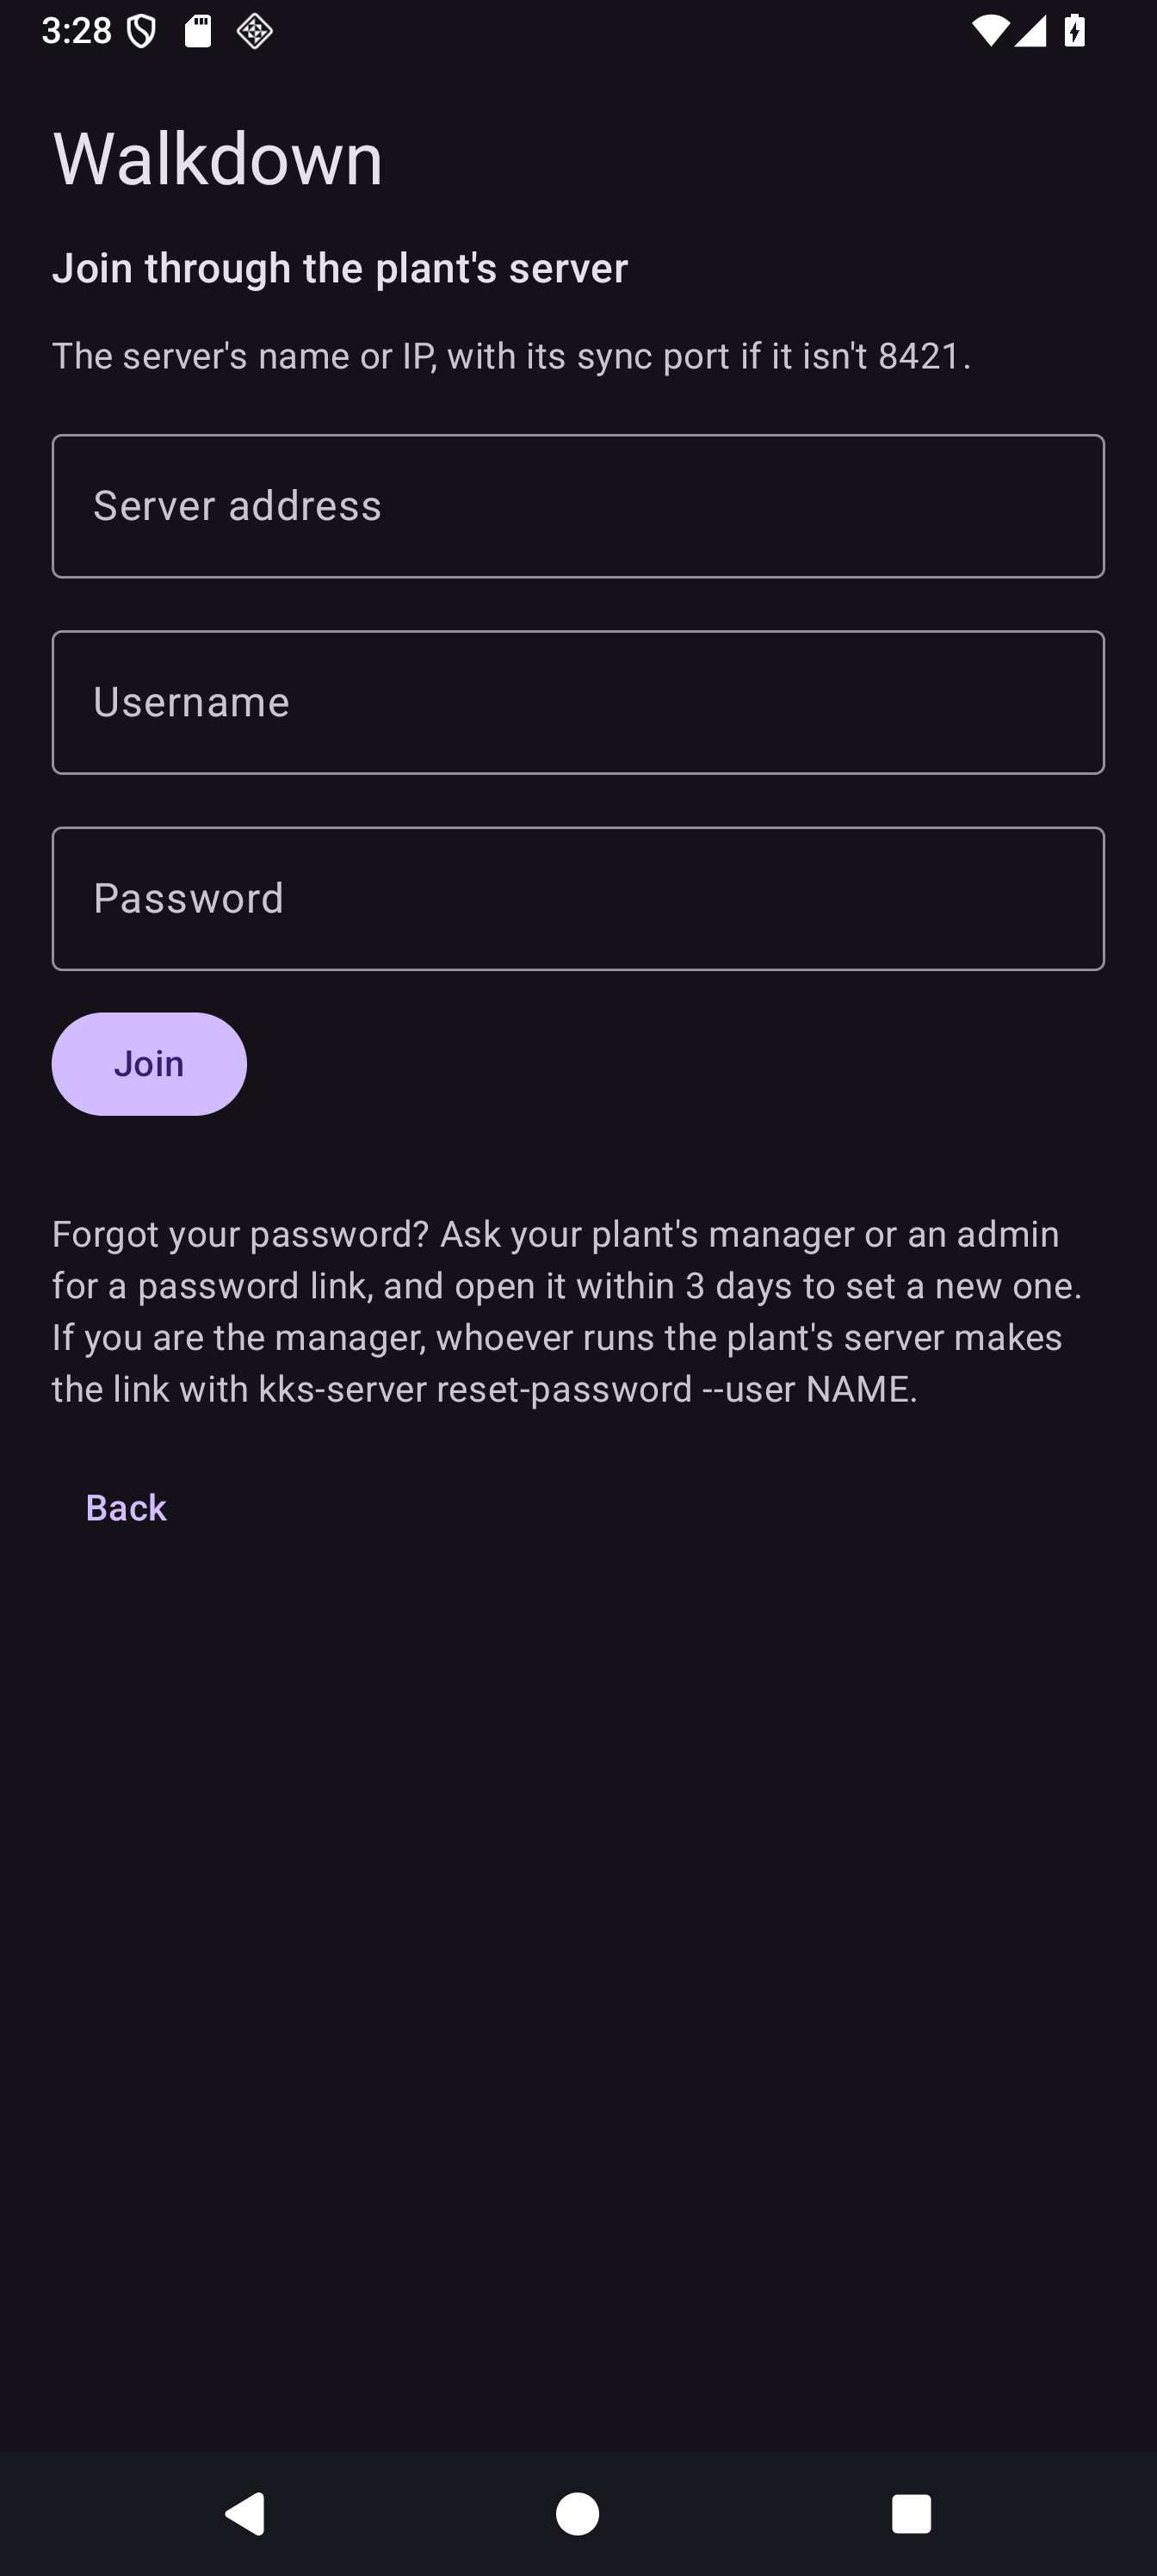 3:28
Walkdown
Join through the plant's server
The server's name or IP, with its sync port if it isn't 8421.
Server address
Username
Password
Join
Forgot your password? Ask your plant's manager or an admin
for a password link, and open it within 3 days to set a new one.
If you are the manager, whoever runs the plant's server makes
the link with kks-server reset-password --user NAME.
Back